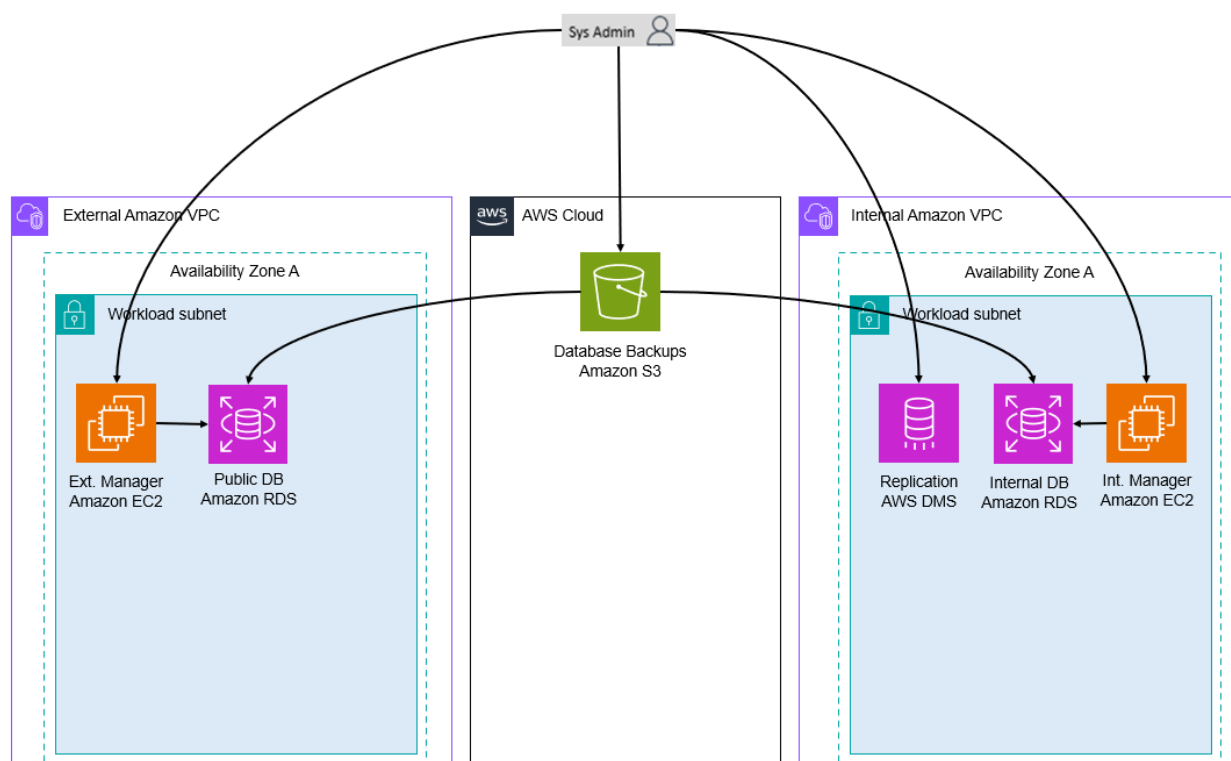 Sys Admin
External Amazon VPC
aws
AWS Cloud
Internal Amazon VPC
Availability Zone A
Availability Zone A
Workload subnet
Workload subnet
Database Backups
Amazon S3
Ext. Manager
Amazon EC2
Public DB
Amazon RDS
Replication
AWS DMS
Internal DB
Amazon RDS
Int. Manager
Amazon EC2